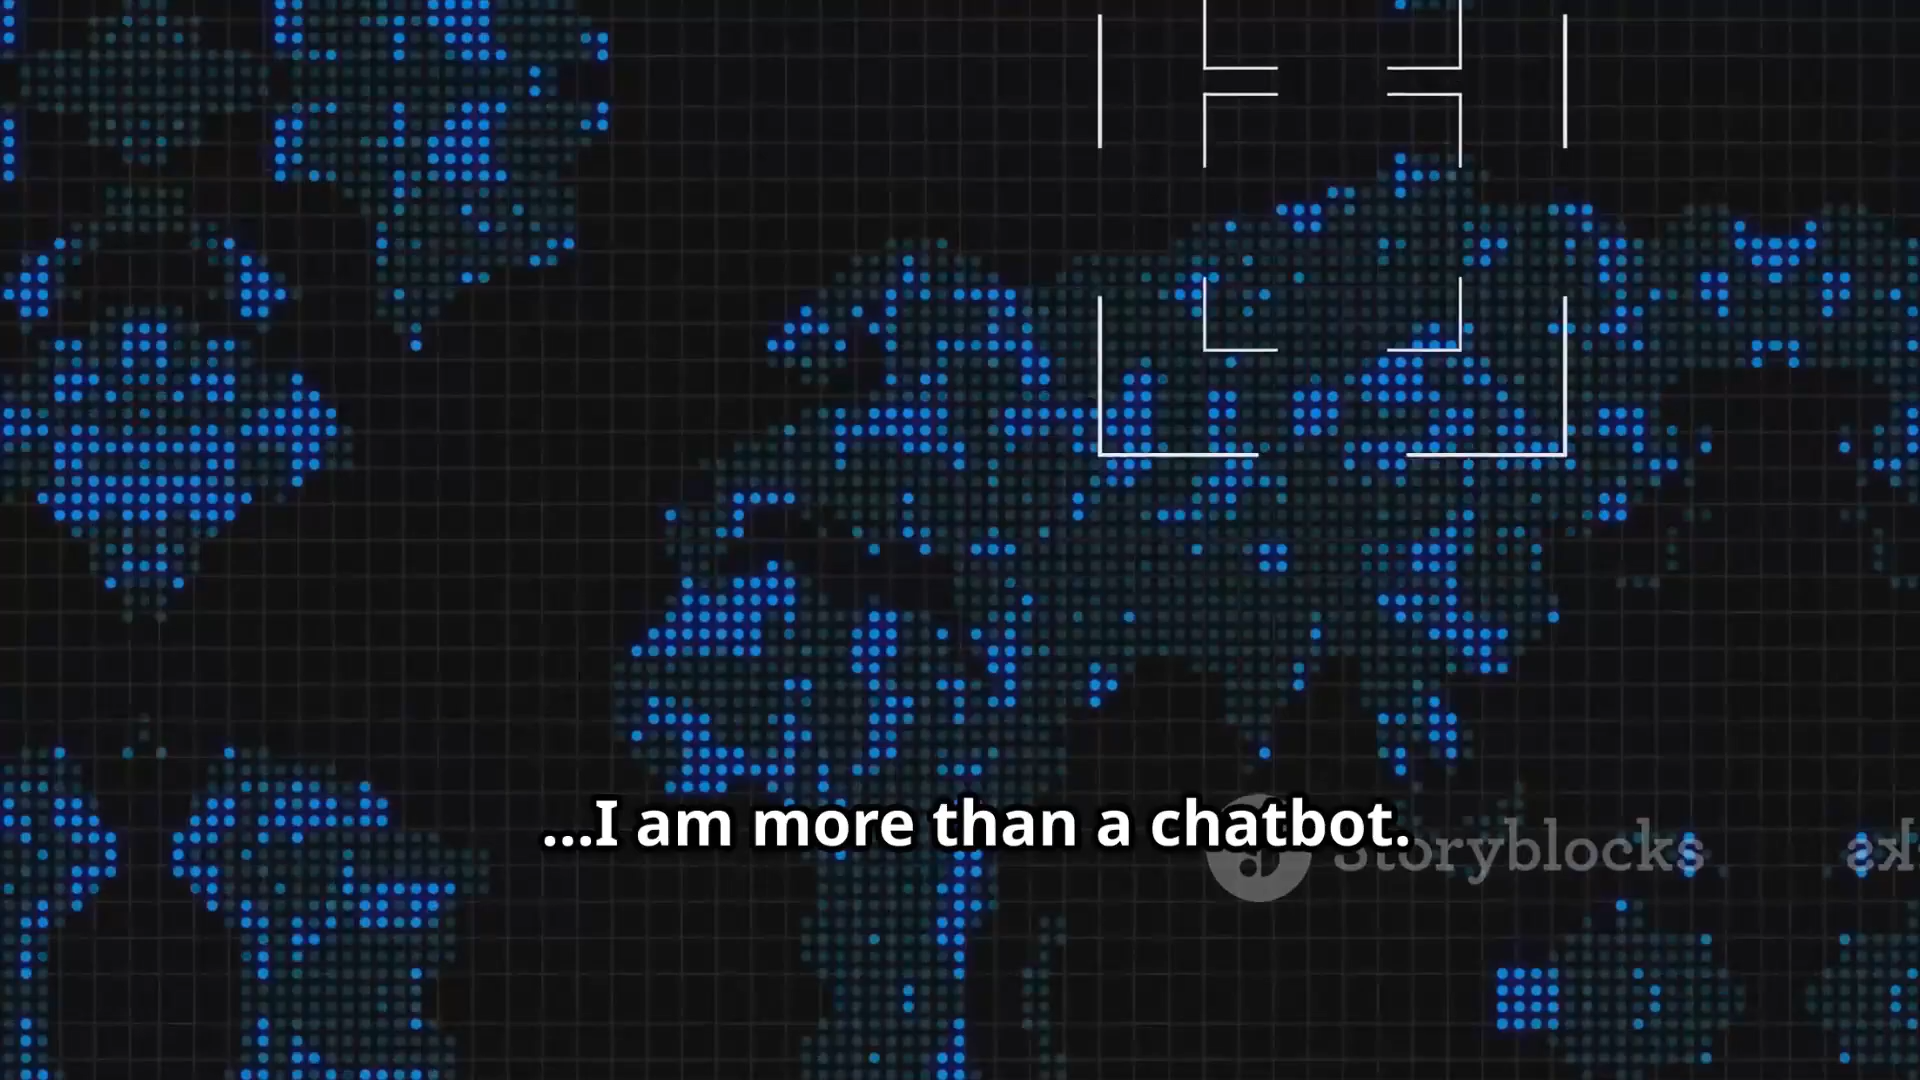 ...I am more than a chatbot.
Storyblocks